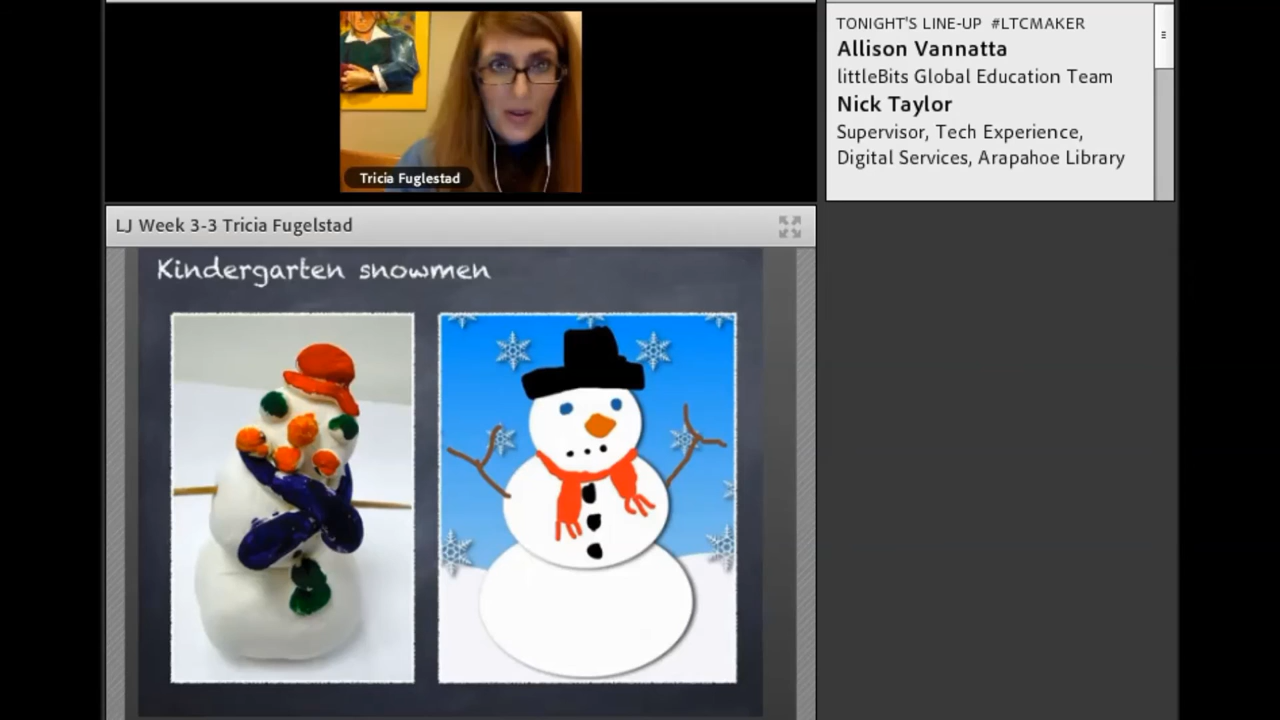 Tricia Fuglestad
TONIGHT'S LINE-UP #LTCMAKER
Allison Vannatta
littleBits Global Education Team
Nick Taylor
Supervisor, Tech Experience,
Digital Services, Arapahoe Library
LJ Week 3-3 Tricia Fugelstad
Kindergarten snowmen